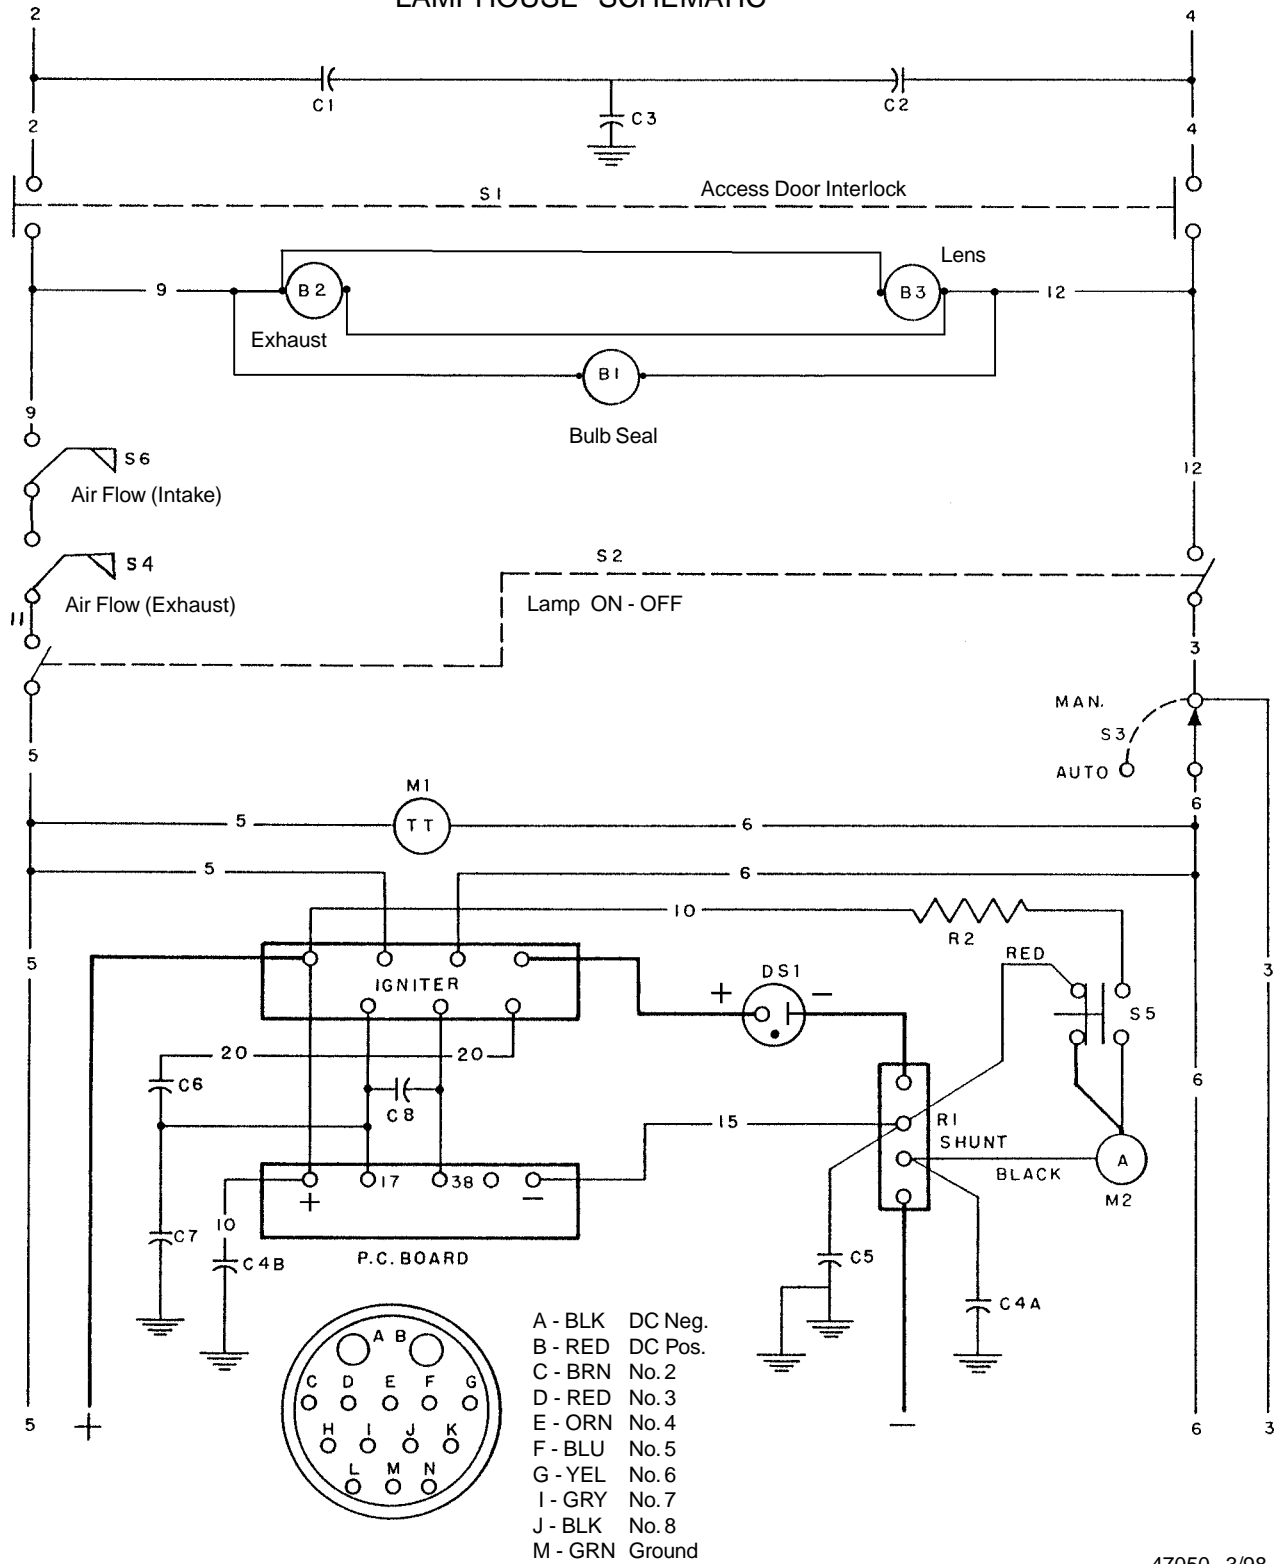 LAMPHOUSE SCHEMATIC
2 4
C1 C2
C3
2 4
S1 Access Door Interlock
Lens
9 B2 B3 12
Exhaust
B1
Bulb Seal
9
S6
12
Air Flow (Intake)
S2
S4
Air Flow (Exhaust) Lamp ON - OFF
11
3
MAN.
S3
5
AUTO
M1
6
5 TT 6
5 6
10
R2
RED
5 IGNITER DS1 3
+ −
S5
20 20
C6
6
C8
15 R1
SHUNT
BLACK A
17 38
+ −
M2
10
C7
C4B P.C. BOARD C5
C4A
A B
C D E F G
H I J K
L M N
A - BLK DC Neg.
B - RED DC Pos.
C - BRN No. 2
D - RED No. 3
E - ORN No. 4
F - BLU No. 5
G - YEL No. 6
I - GRY No. 7
J - BLK No. 8
M - GRN Ground
5 + − 6 3
47050 3/98